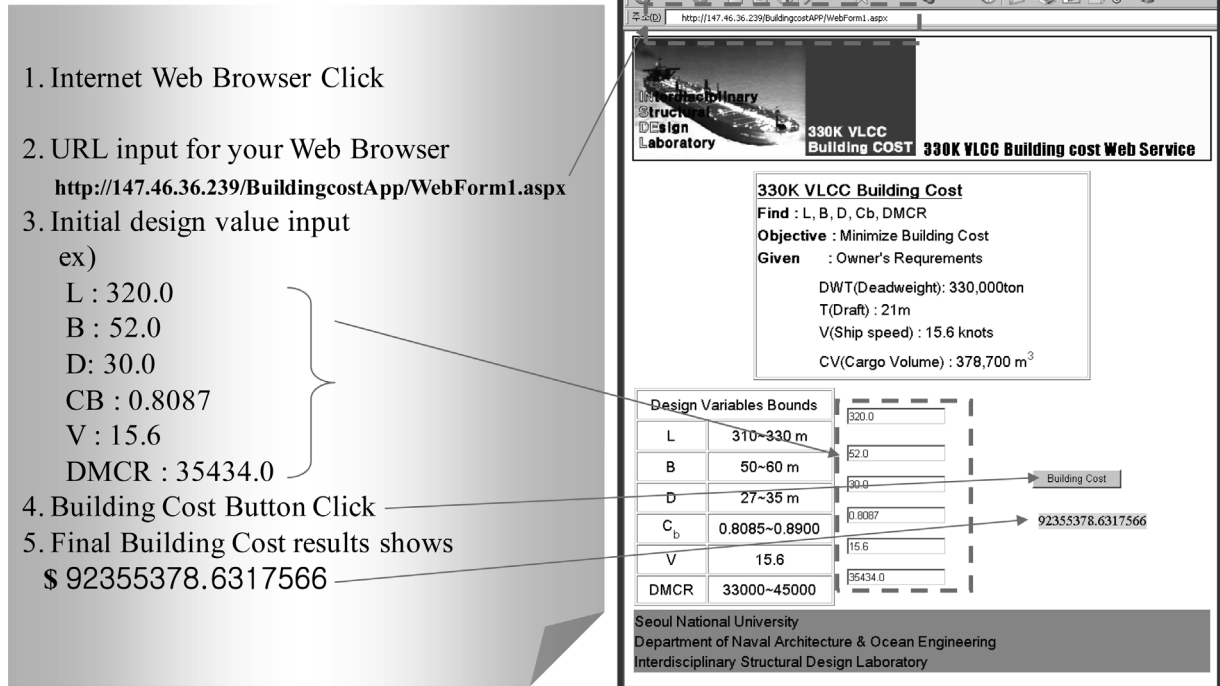 1. Internet Web Browser Click
2. URL input for your Web Browser
http://147.46.36.239/BuildingcostApp/WebForm1.aspx
3. Initial design value input
ex)
L : 320.0
B : 52.0
D: 30.0
CB : 0.8087
V : 15.6
DMCR : 35434.0
4. Building Cost Button Click
5. Final Building Cost results shows
$ 92355378.6317566
주소(D) http://147.46.36.239/BuildingcostAPP/WebForm1.aspx
INterdisciplinary
Structural
DEsign
Laboratory
330K VLCC
Building COST
330K VLCC Building cost Web Service
330K VLCC Building Cost
Find : L, B, D, Cb, DMCR
Objective : Minimize Building Cost
Given : Owner's Requrements
DWT(Deadweight): 330,000ton
T(Draft) : 21m
V(Ship speed) : 15.6 knots
CV(Cargo Volume) : 378,700 m3
Design Variables Bounds
320.0
L 310~330 m
52.0
B 50~60 m
30.0
Building Cost
D 27~35 m
0.8087
92355378.6317566
Cb 0.8085~0.8900
15.6
V 15.6
35434.0
DMCR 33000~45000
Seoul National University
Department of Naval Architecture & Ocean Engineering
Interdisciplinary Structural Design Laboratory